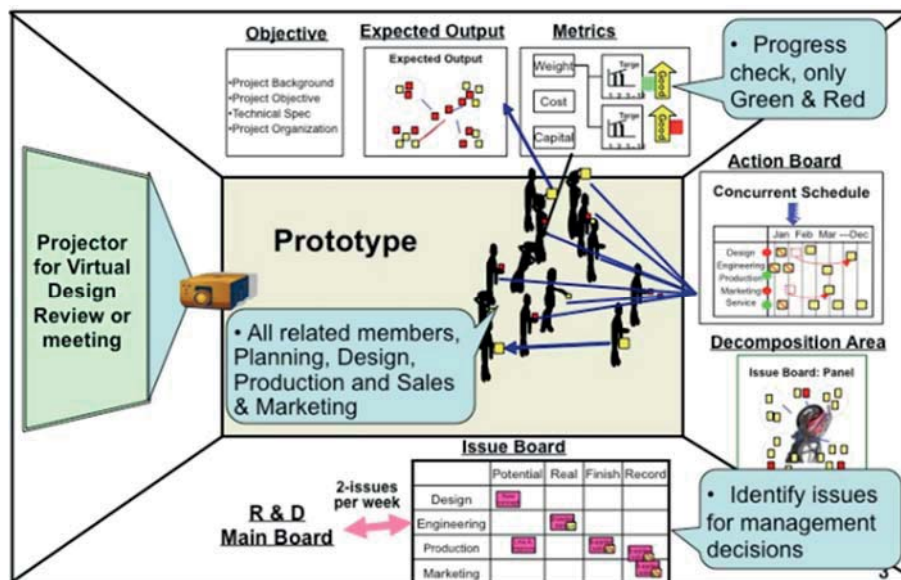 Objective
•Project Background
•Project Objective
•Technical Spec
•Project Organization
Expected Output
Expected Output
Metrics
Weight
Cost
Capital
Good
Good
• Progress
check, only
Green & Red
Action Board
Concurrent Schedule
Jan Feb Mar —Dec
Design
Engineering
Production
Marketing
Service
Projector
for Virtual
Design
Review or
meeting
Prototype
• All related members,
Planning, Design,
Production and Sales
& Marketing
Decomposition Area
Issue Board: Panel
• Identify issues
for management
decisions
Issue Board
Potential Real Finish Record
Design
Engineering
Production
Marketing
2-issues
per week
R & D
Main Board
3